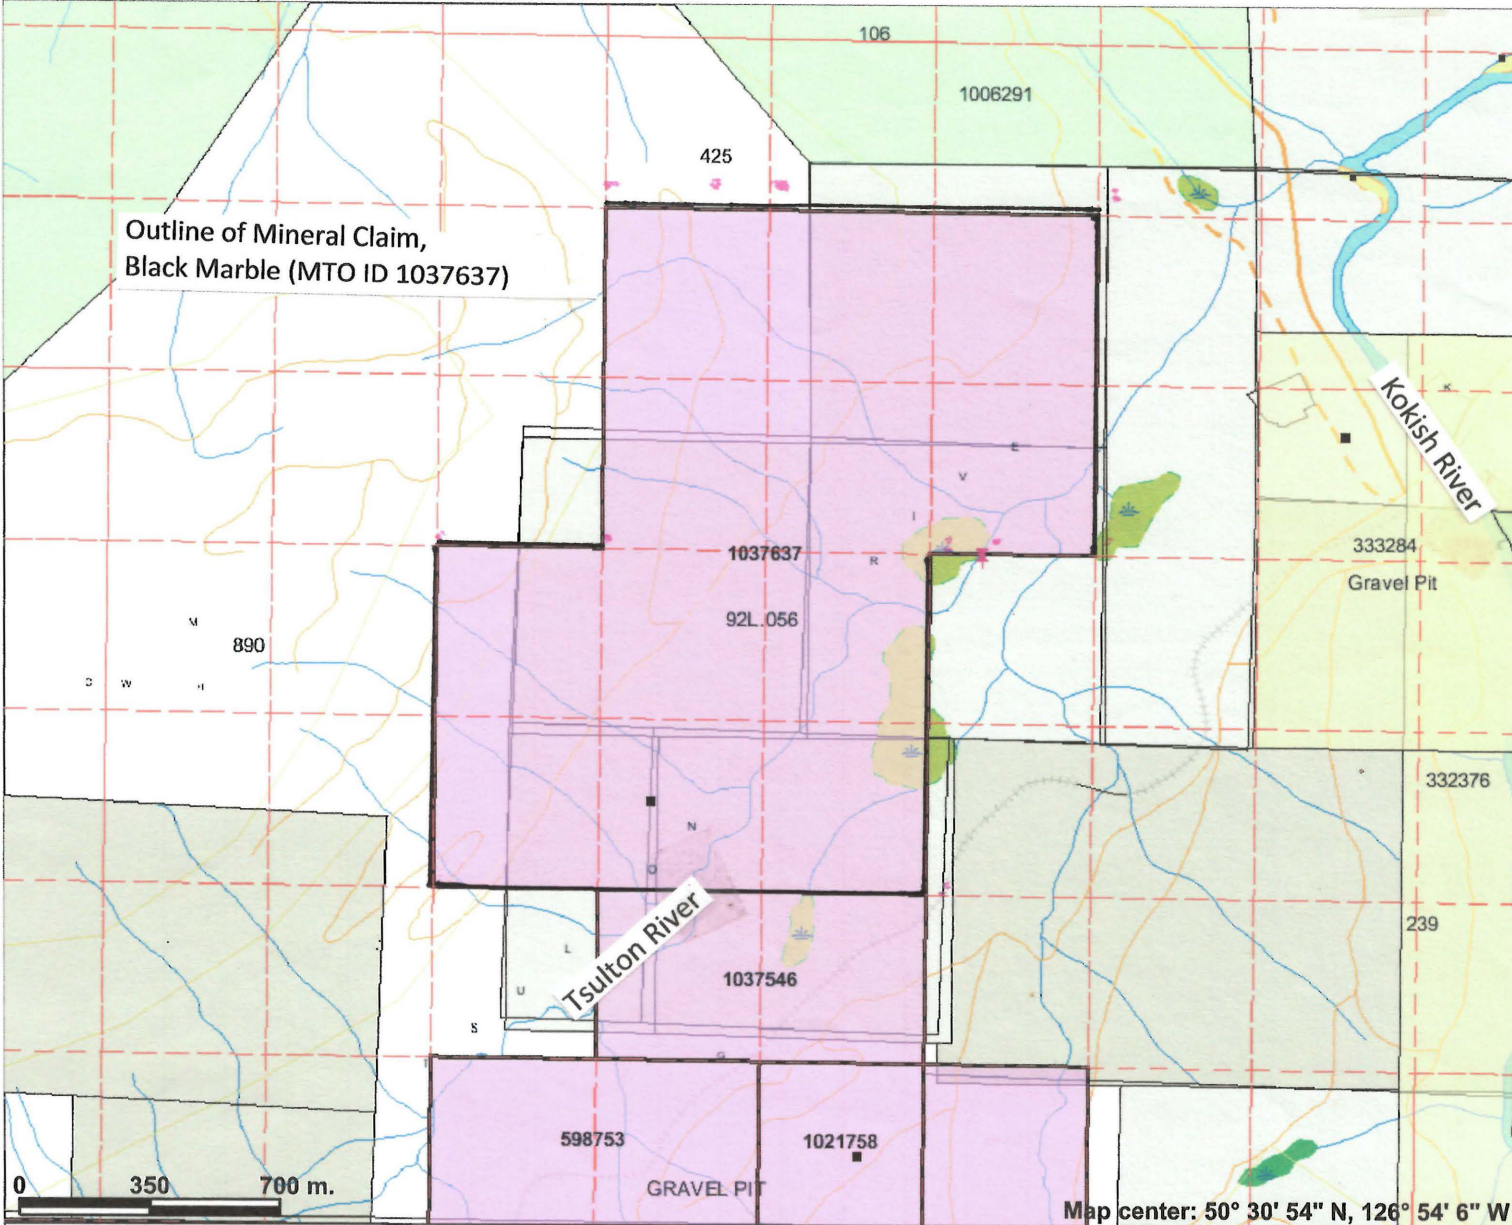 106
1006291
425
Outline of Mineral Claim,
Black Marble (MTO ID 1037637)
Kokish River
K
E
V
I
R
1037637
333284
Gravel Pit
92L.056
M
890
C W H
332376
N
O
239
Tsulton River
L
U
S
1037546
T
G
598753
1021758
GRAVEL PIT
0 350 700 m.
Map center: 50° 30' 54" N, 126° 54' 6" W